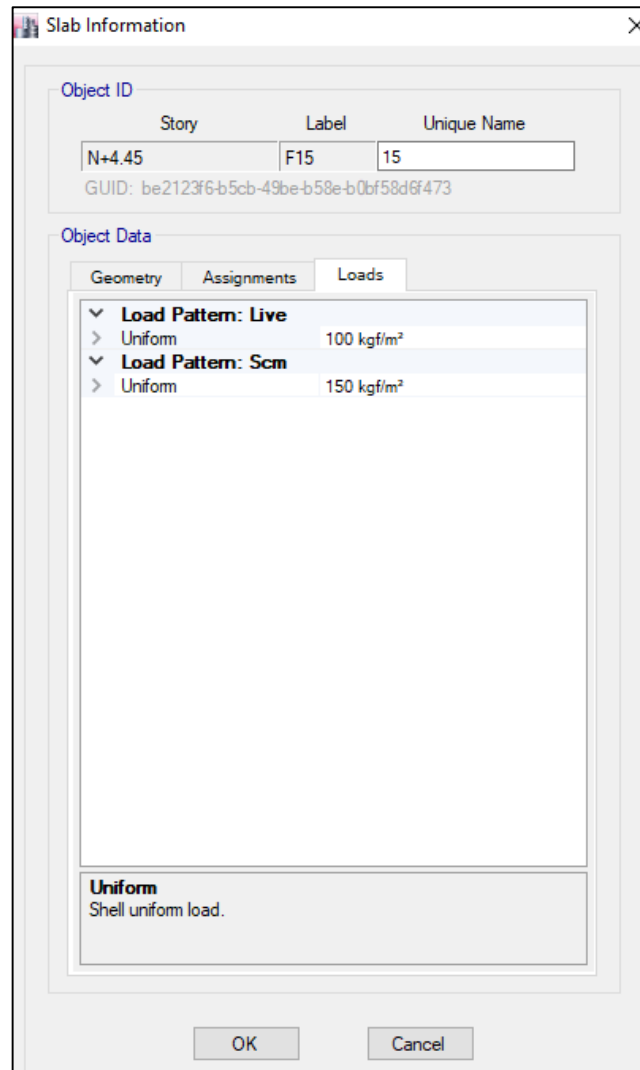 Slab Information
Object ID
Story Label Unique Name
N+4.45 F15 15
GUID: be2123f6-b5cb-49be-b58e-b0bf58d6f473
Object Data
Geometry Assignments Loads
Load Pattern: Live
Uniform 100 kgf/m²
Load Pattern: Scm
Uniform 150 kgf/m²
Uniform
Shell uniform load.
OK Cancel